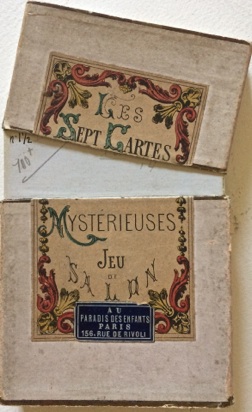 LES
SEPT CARTES
MYSTÉRIEUSES
JEU
DE
SALON
AU
PARADIS DES ENFANTS
PARIS
156. RUE DE RIVOLI